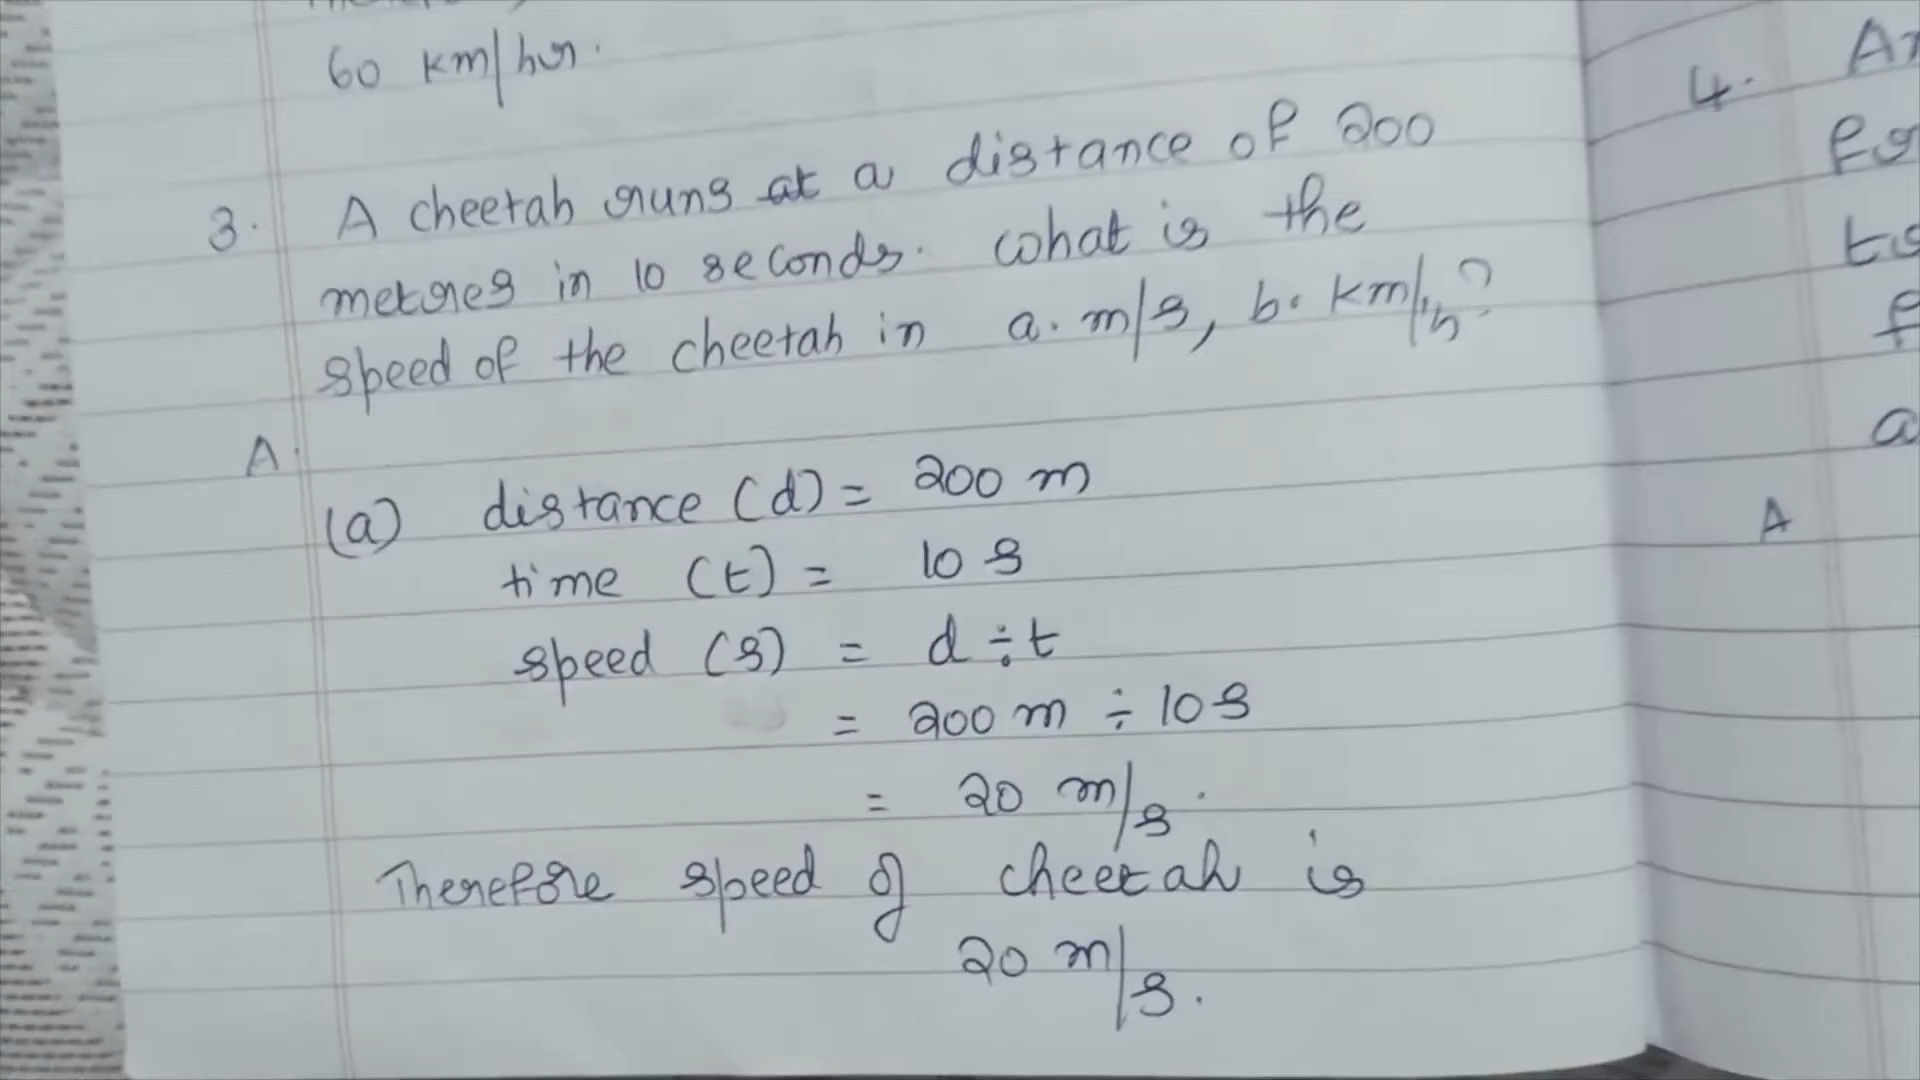 60 km/hr.
3. A cheetah runs at a distance of 200
metres in 10 seconds. What is the
speed of the cheetah in a. m/s, b. km/h?
A.
(a) distance (d) = 200 m
time (t) = 10 s
speed (s) = d ÷ t
= 200 m ÷ 10 s
= 20 m/s.
Therefore speed of cheetah is
20 m/s.
4.
a
A